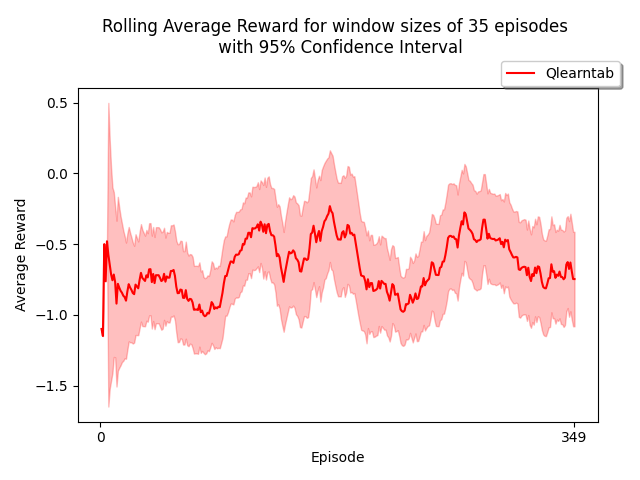 Rolling Average Reward for window sizes of 35 episodes
with 95% Confidence Interval
Qlearntab
0.5
0.0
−0.5
−1.0
−1.5
Average Reward
0
349
Episode